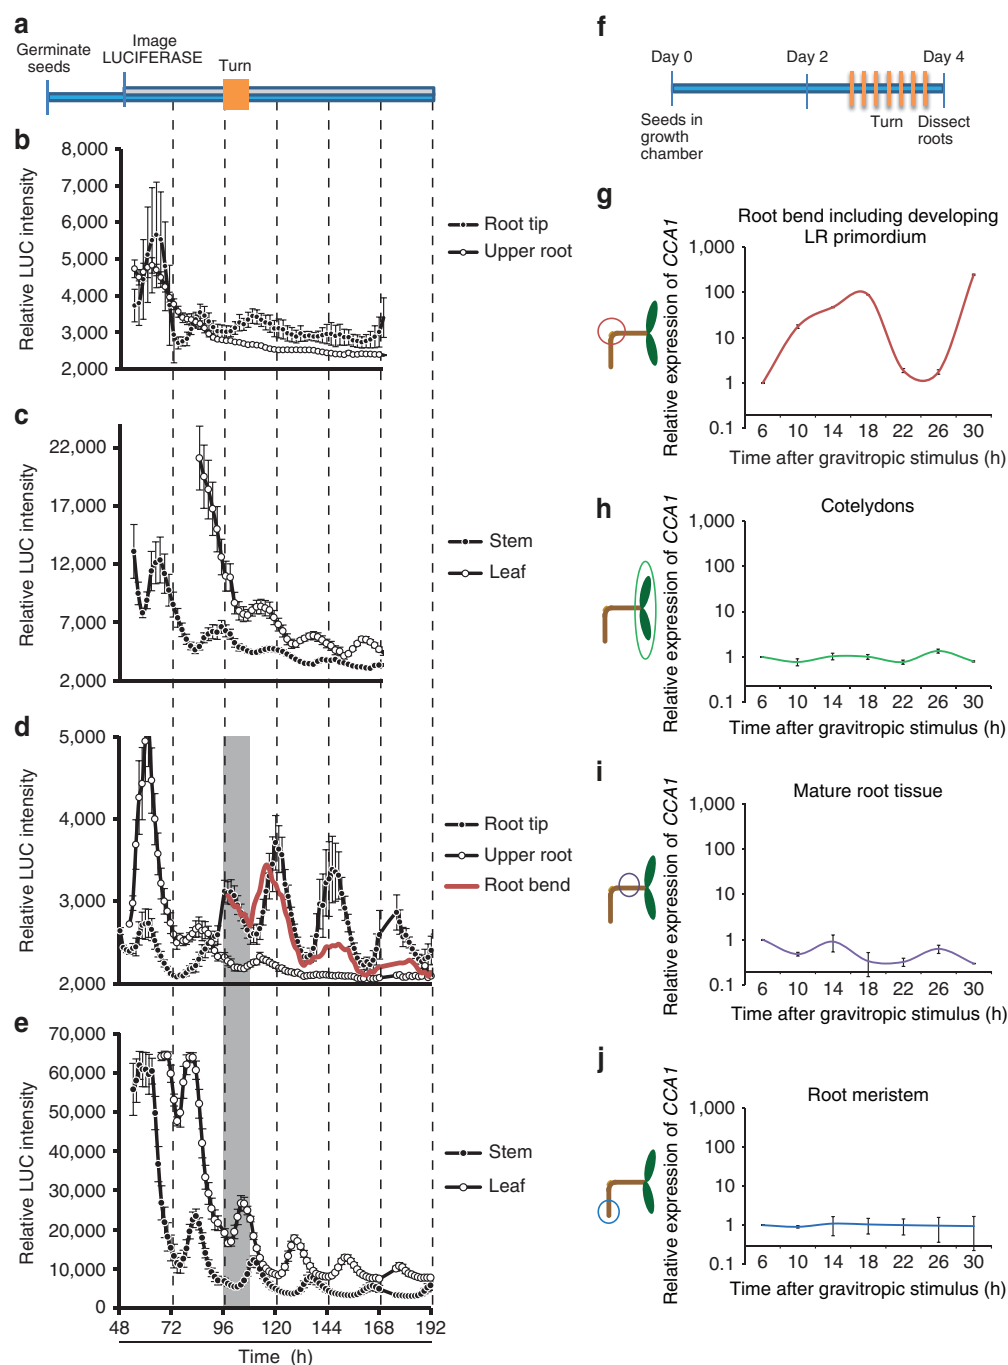 a
Germinate
seeds
Image
LUCIFERASE
Turn
b
Relative LUC intensity
8,000
7,000
6,000
5,000
4,000
3,000
2,000
Root tip
Upper root
c
Relative LUC intensity
22,000
17,000
12,000
7,000
2,000
Stem
Leaf
d
Relative LUC intensity
5,000
4,000
3,000
2,000
Root tip
Upper root
Root bend
e
Relative LUC intensity
70,000
60,000
50,000
40,000
30,000
20,000
10,000
0
Stem
Leaf
48 72 96 120 144 168 192
Time (h)
f
Day 0 Day 2 Day 4
Seeds in
growth
chamber
Turn
Dissect
roots
g
Root bend including developing
LR primordium
Relative expression of CCA1
1,000
100
10
1
0.1
6 10 14 18 22 26 30
Time after gravitropic stimulus (h)
h
Cotelydons
Relative expression of CCA1
1,000
100
10
1
0.1
6 10 14 18 22 26 30
Time after gravitropic stimulus (h)
i
Mature root tissue
Relative expression of CCA1
1,000
100
10
1
0.1
6 10 14 18 22 26 30
Time after gravitropic stimulus (h)
j
Root meristem
Relative expression of CCA1
1,000
100
10
1
0.1
6 10 14 18 22 26 30
Time after gravitropic stimulus (h)